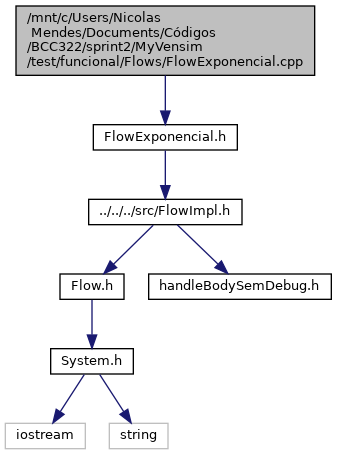 /mnt/c/Users/Nicolas
Mendes/Documents/Códigos
/BCC322/sprint2/MyVensim
/test/funcional/Flows/FlowExponencial.cpp
FlowExponencial.h
../../../src/FlowImpl.h
Flow.h
handleBodySemDebug.h
System.h
iostream
string